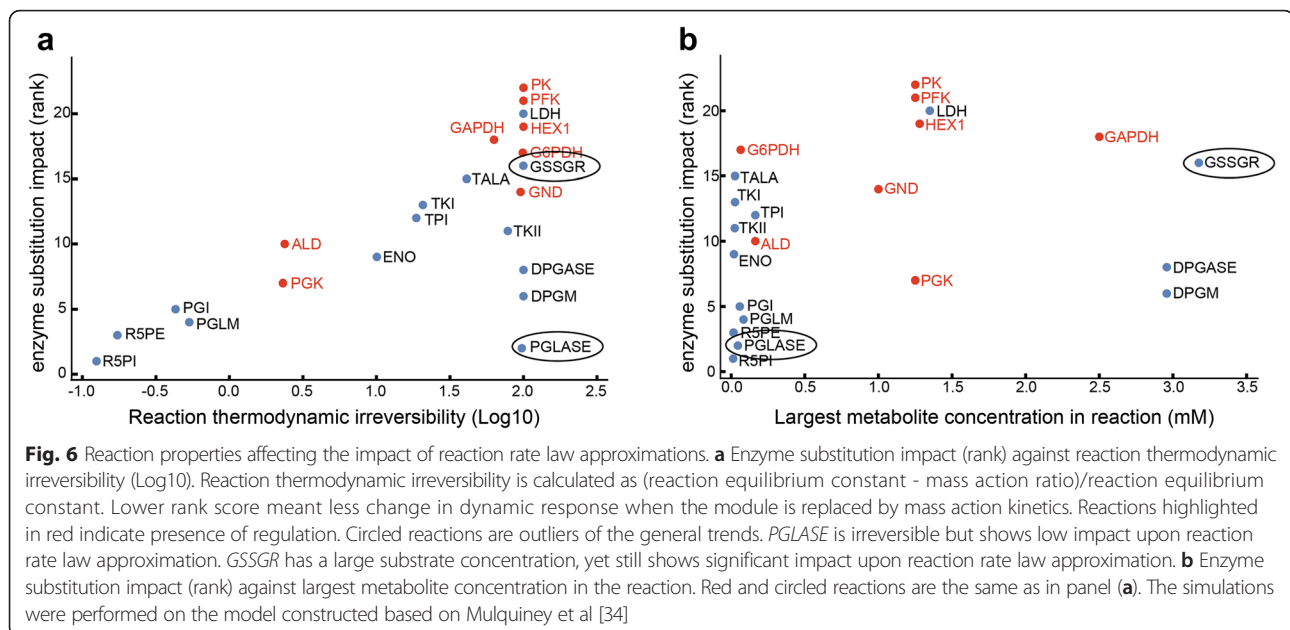 a
enzyme substitution impact (rank)
20
15
10
5
0
PK
PFK
LDH
GAPDH
HEX1
G6PDH
GSSGR
TALA
GND
TKI
TPI
TKII
ALD
ENO
DPGASE
PGK
DPGM
PGI
PGLM
R5PE
PGLASE
R5PI
-1.0 -0.5 0.0 0.5 1.0 1.5 2.0 2.5
Reaction thermodynamic irreversibility (Log10)
b
enzyme substitution impact (rank)
20
15
10
5
0
PK
PFK
LDH
HEX1
GAPDH
G6PDH
GSSGR
TALA
GND
TKI
TPI
TKII
ALD
ENO
DPGASE
PGK
DPGM
PGI
PGLM
R5PE
PGLASE
R5PI
0.0 0.5 1.0 1.5 2.0 2.5 3.0 3.5
Largest metabolite concentration in reaction (mM)
Fig. 6 Reaction properties affecting the impact of reaction rate law approximations. a Enzyme substitution impact (rank) against reaction thermodynamic
irreversibility (Log10). Reaction thermodynamic irreversibility is calculated as (reaction equilibrium constant - mass action ratio)/reaction equilibrium
constant. Lower rank score meant less change in dynamic response when the module is replaced by mass action kinetics. Reactions highlighted
in red indicate presence of regulation. Circled reactions are outliers of the general trends. PGLASE is irreversible but shows low impact upon reaction
rate law approximation. GSSGR has a large substrate concentration, yet still shows significant impact upon reaction rate law approximation. b Enzyme
substitution impact (rank) against largest metabolite concentration in the reaction. Red and circled reactions are the same as in panel (a). The simulations
were performed on the model constructed based on Mulquiney et al [34]